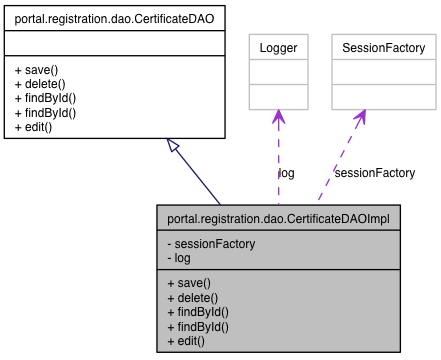 portal.registration.dao.CertificateDAO
+ save()
+ delete()
+ findById()
+ findById()
+ edit()
Logger
SessionFactory
log
sessionFactory
portal.registration.dao.CertificateDAOImpl
- sessionFactory
- log
+ save()
+ delete()
+ findById()
+ findById()
+ edit()